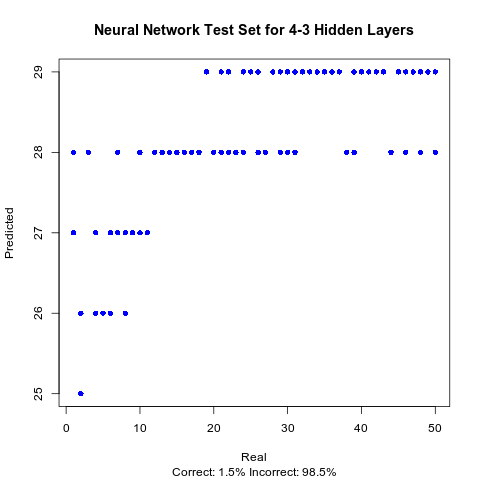 Neural Network Test Set for 4-3 Hidden Layers
Predicted
29
28
27
26
25
0 10 20 30 40 50
Real
Correct: 1.5% Incorrect: 98.5%